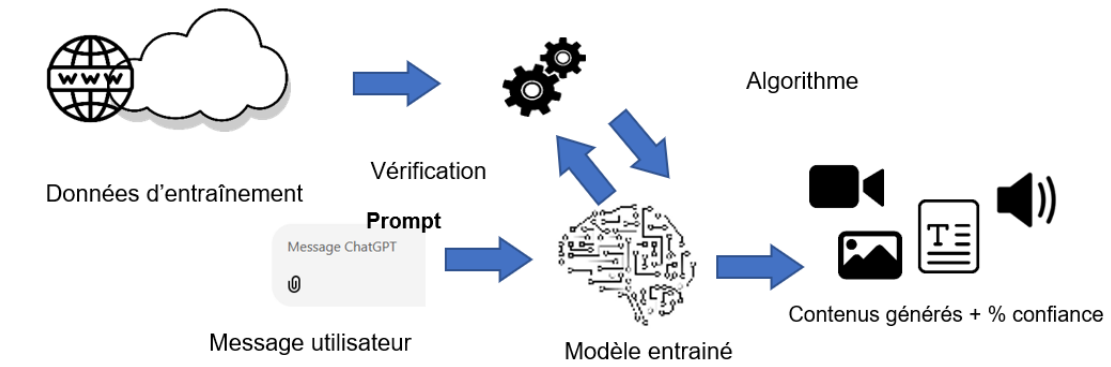 WWW
Algorithme
Vérification
Données d’entraînement
Prompt
Message ChatGPT
T
Contenus générés + % confiance
Message utilisateur
Modèle entrainé